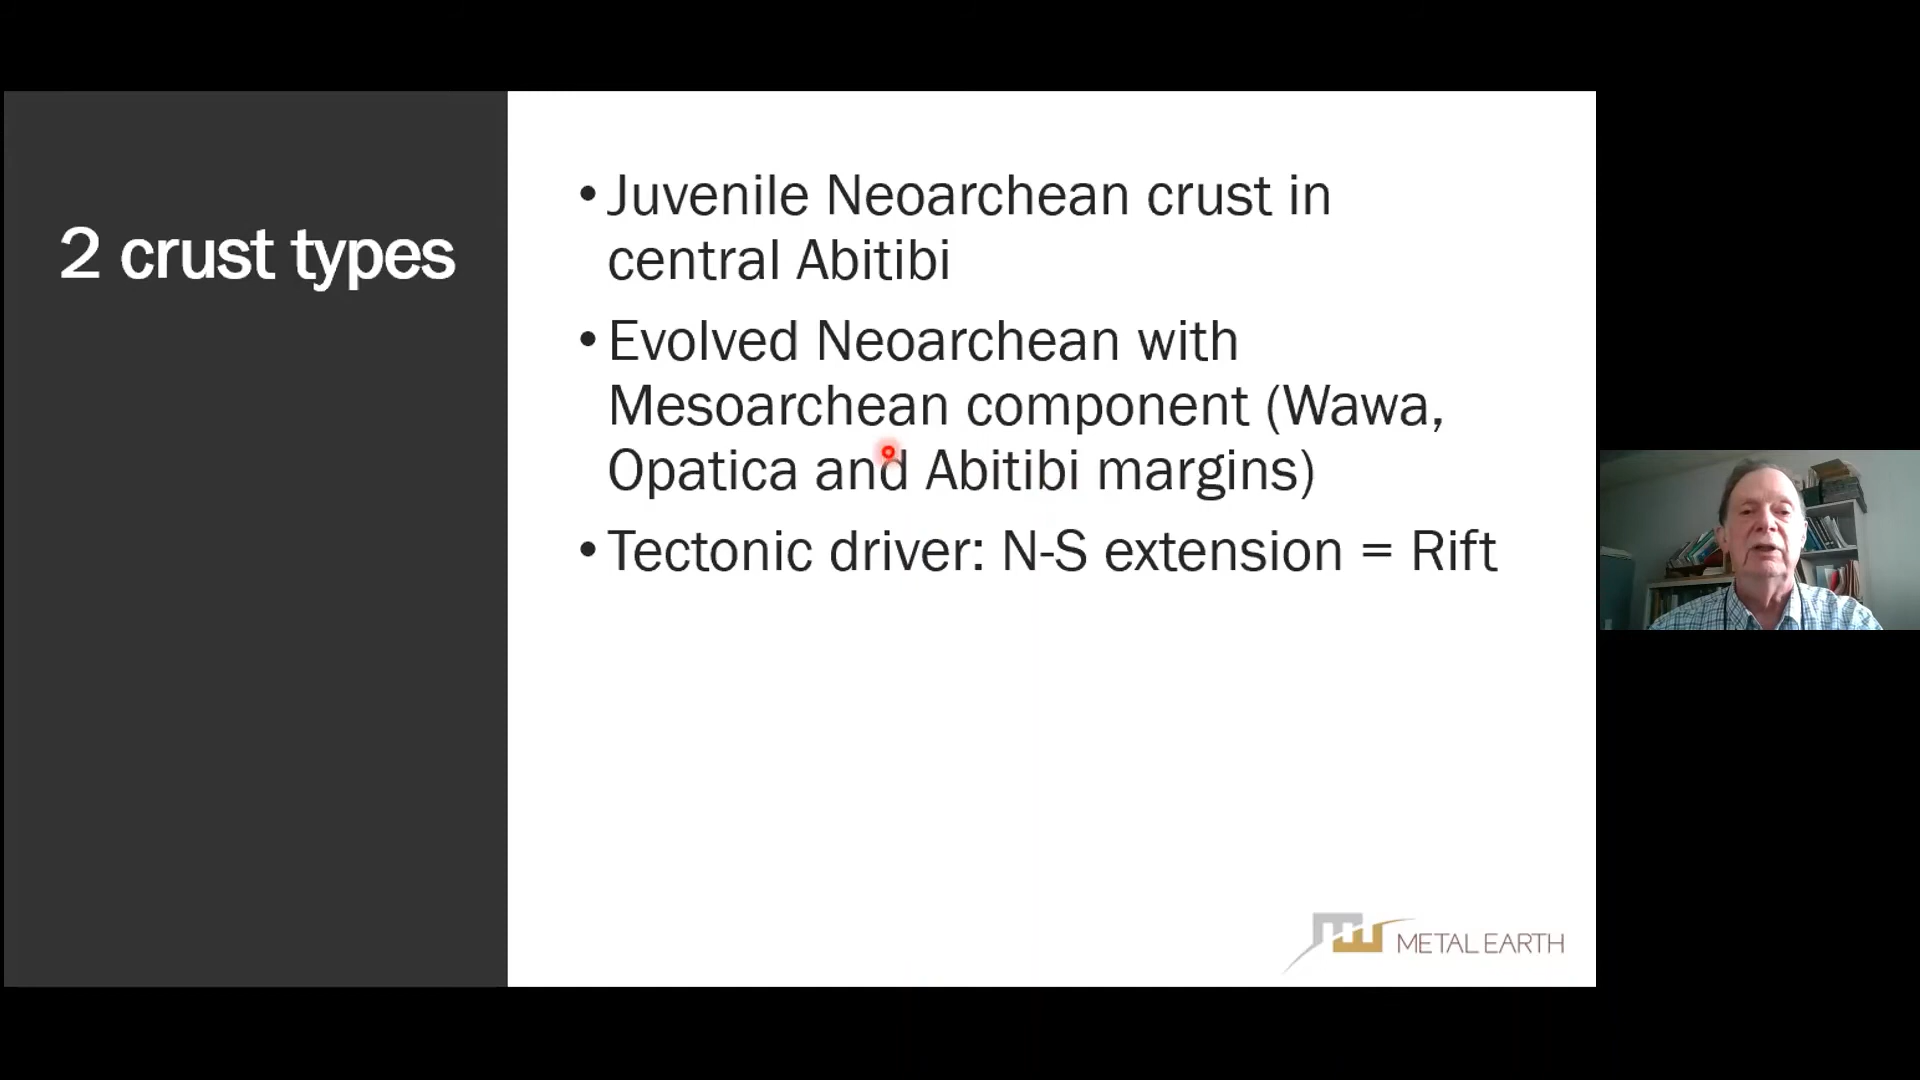 2 crust types
• Juvenile Neoarchean crust in
central Abitibi
• Evolved Neoarchean with
Mesoarchean component (Wawa,
Opatica and Abitibi margins)
• Tectonic driver: N-S extension = Rift
METAL EARTH